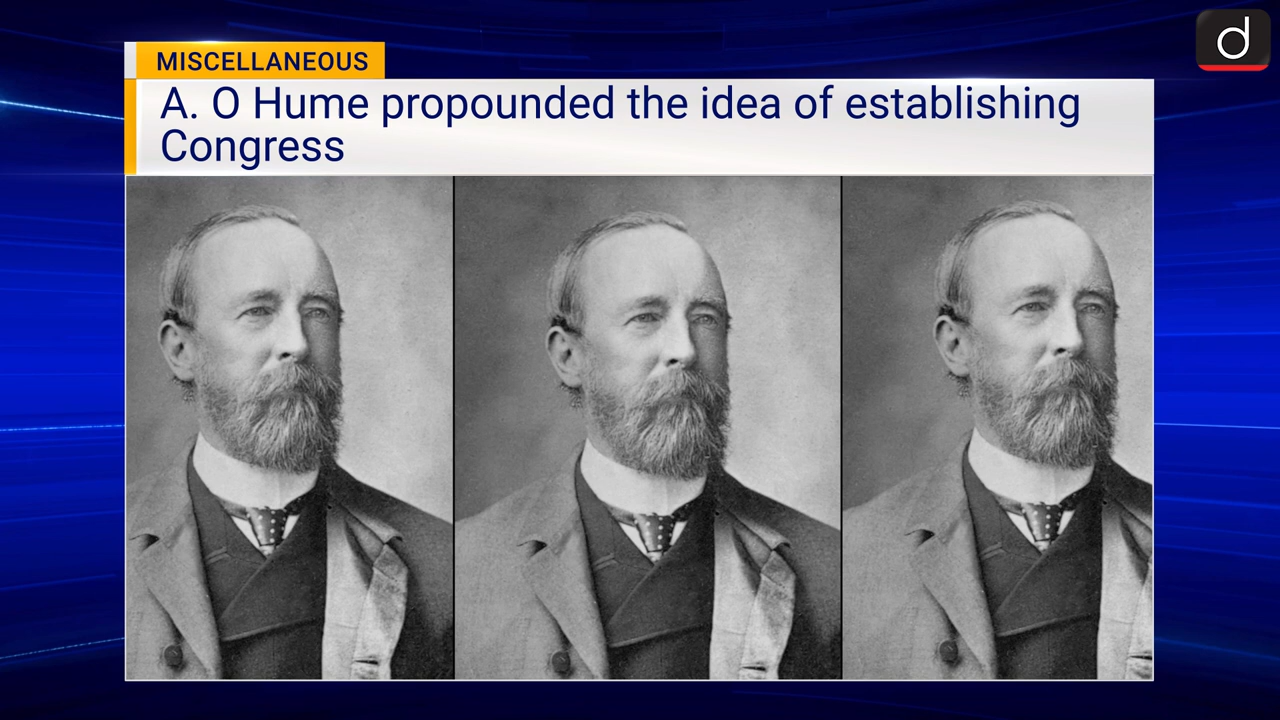 MISCELLANEOUS
A. O Hume propounded the idea of establishing
Congress
d